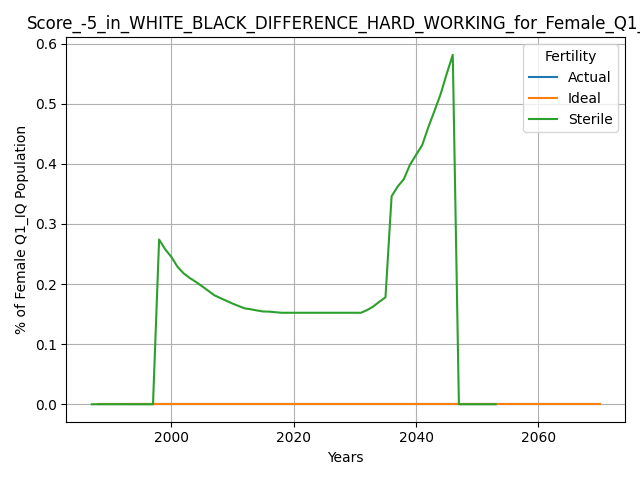 Score_-5_in_WHITE_BLACK_DIFFERENCE_HARD_WORKING_for_Female_Q1_
Fertility
Actual
Ideal
Sterile
% of Female Q1_IQ Population
0.6
0.5
0.4
0.3
0.2
0.1
0.0
2000 2020 2040 2060
Years